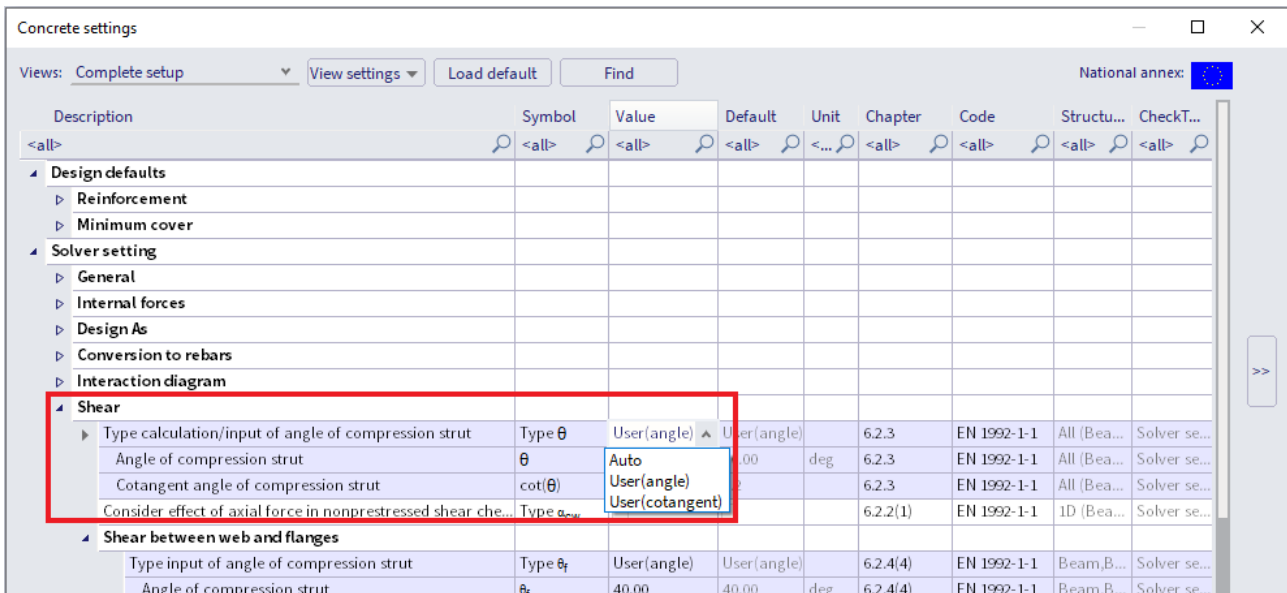 Concrete settings
Views: Complete setup View settings Load default Find National annex:
Description Symbol Value Default Unit Chapter Code Structu... CheckT...
<all> <all> <all> <all> <... <all> <all> <all> <all>
Design defaults
Reinforcement
Minimum cover
Solver setting
General
Internal forces
Design As
Conversion to rebars
Interaction diagram
>>
Shear
Type calculation/input of angle of compression strut Type θ User(angle) User(angle) 6.2.3 EN 1992-1-1 All (Bea... Solver se...
Angle of compression strut θ Auto .00 deg 6.2.3 EN 1992-1-1 All (Bea... Solver se...
Cotangent angle of compression strut cot(θ) User(angle) 6.2.3 EN 1992-1-1 All (Bea... Solver se...
Consider effect of axial force in nonprestressed shear che... Type αcw User(cotangent) 6.2.2(1) EN 1992-1-1 1D (Bea... Solver se...
Shear between web and flanges
Type input of angle of compression strut Type θf User(angle) User(angle) 6.2.4(4) EN 1992-1-1 Beam,B... Solver se...
Angle of compression strut θf 40.00 40.00 deg 6.2.4(4) EN 1992-1-1 Beam,B... Solver se...